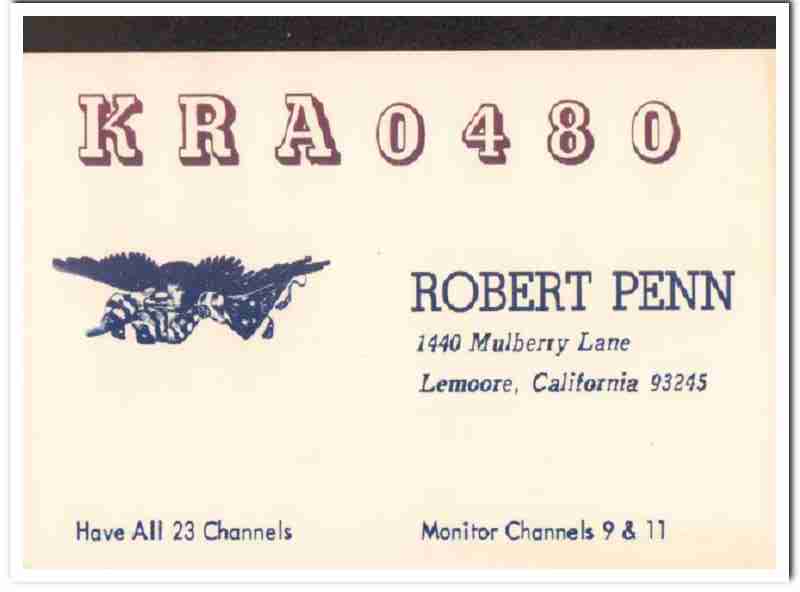 KRA0480
ROBERT PENN
1440 Mulberry Lane
Lemoore, California 93245
Have All 23 Channels
Monitor Channels 9 & 11